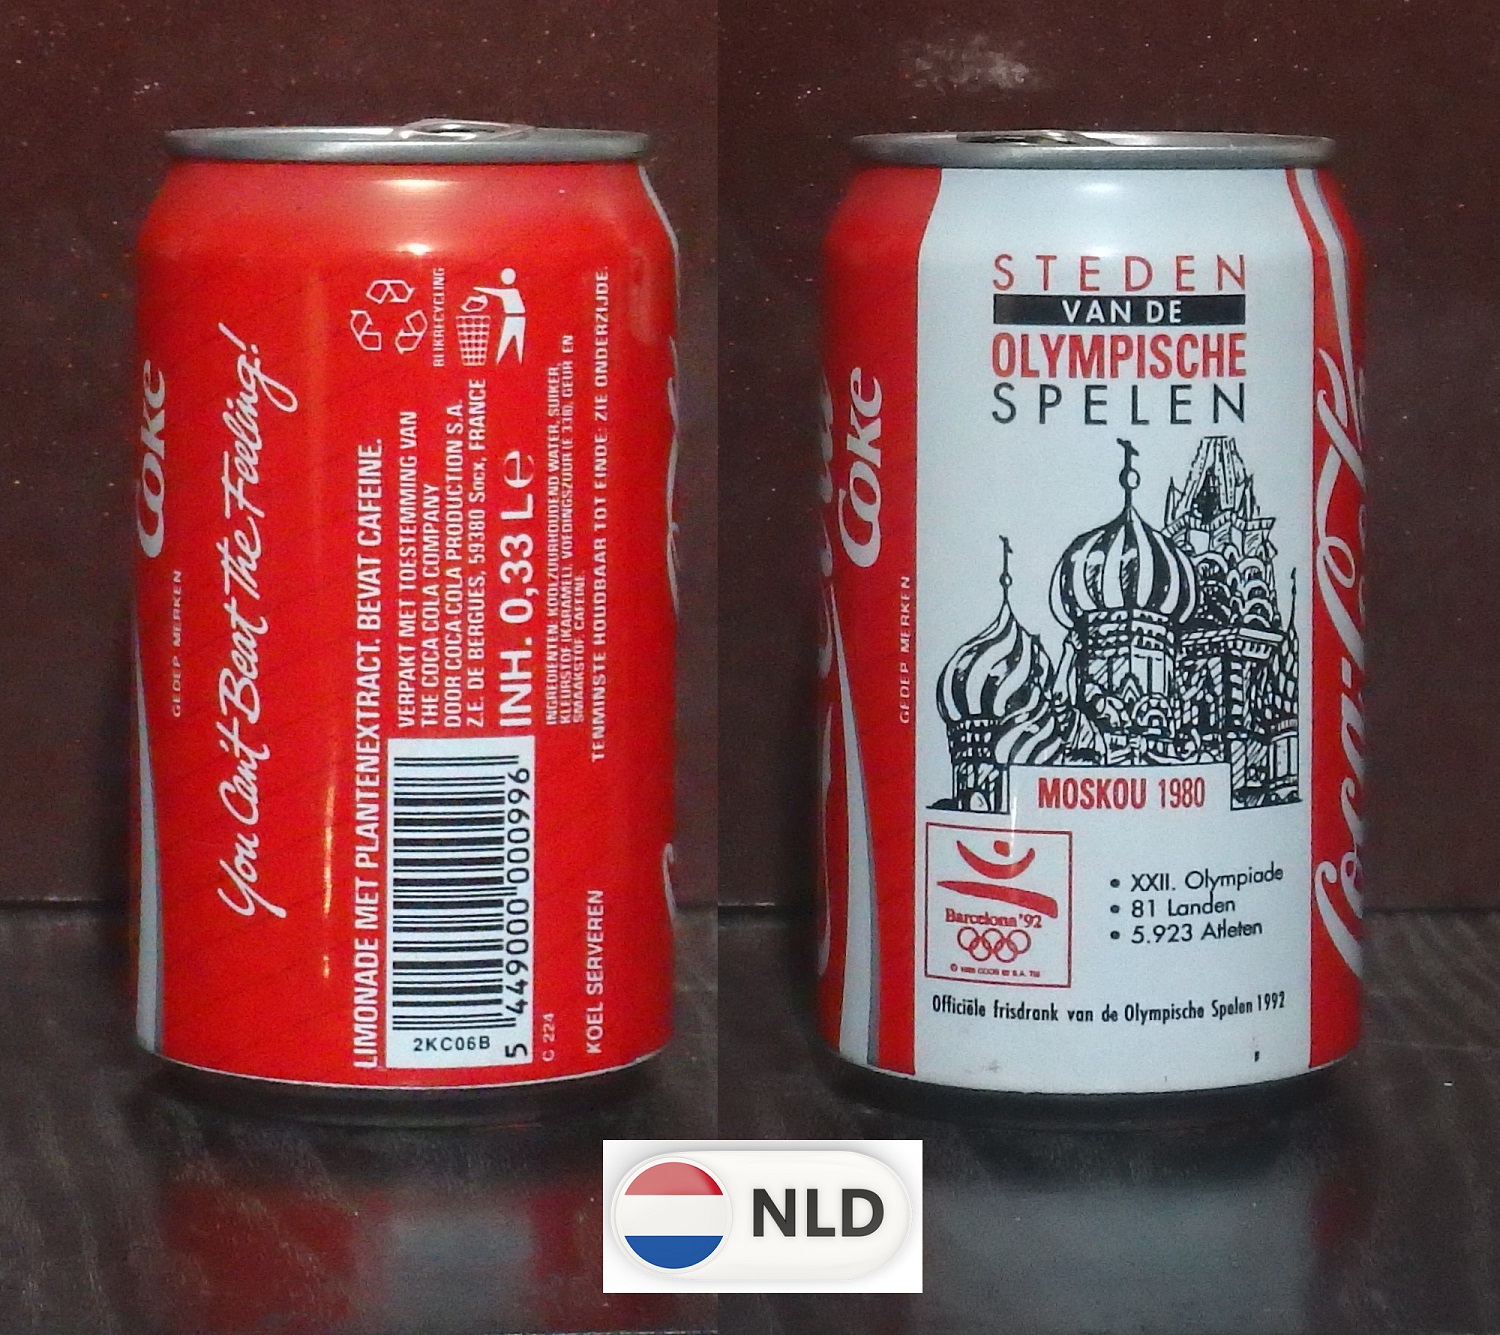 Coke
GEDEP. MERKEN
You Can't Beat The Feeling!
LIMONADE MET PLANTENEXTRACT. BEVAT CAFEINE.
BLIKRECYCLING
VERPAKT MET TOESTEMMING VAN
THE COCA COLA COMPANY
DOOR COCA-COLA PRODUCTION S.A.
Z.E. DE BERGUES, 59380 Socx, FRANCE
INH. 0,33 L e
INGREDIENTEN: KOOLZUURHOUDEND WATER, SUIKER,
KLEURSTOF (KARAMEL), VOEDINGSZUUR (E 338), GEUR EN
SMAAKSTOF, CAFEINE.
TENMINSTE HOUDBAAR TOT EINDE: ZIE ONDERZIJDE.
KOEL SERVEREN
2KC06B
5 449000 000996
C 224
Coke
GEDEP. MERKEN
STEDEN
VAN DE
OLYMPISCHE
SPELEN
MOSKOU 1980
Barcelona '92
• XXII. Olympiade
• 81 Landen
• 5.923 Atleten
Officiële frisdrank van de Olympische Spelen 1992
Coca-Cola
NLD